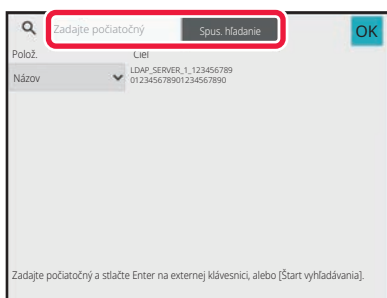 Zadajte počiatočný
Spus. hľadanie
OK
Polož.
Cieľ
Názov
LDAP_SERVER_1_123456789
012345678901234567890
Zadajte počiatočný a stlačte Enter na externej klávesnici, alebo [Štart vyhľadávania].